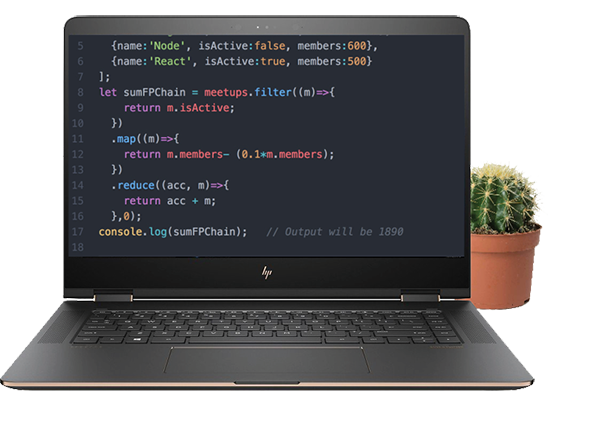 5 {name:'Node', isActive:false, members:600},
6 {name:'React', isActive:true, members:500}
7 ];
8 let sumFPChain = meetups.filter((m)=>{
9 return m.isActive;
10 })
11 .map((m)=>{
12 return m.members- (0.1*m.members);
13 })
14 .reduce((acc, m)=>{
15 return acc + m;
16 },0);
17 console.log(sumFPChain); // Output will be 1890
18
hp